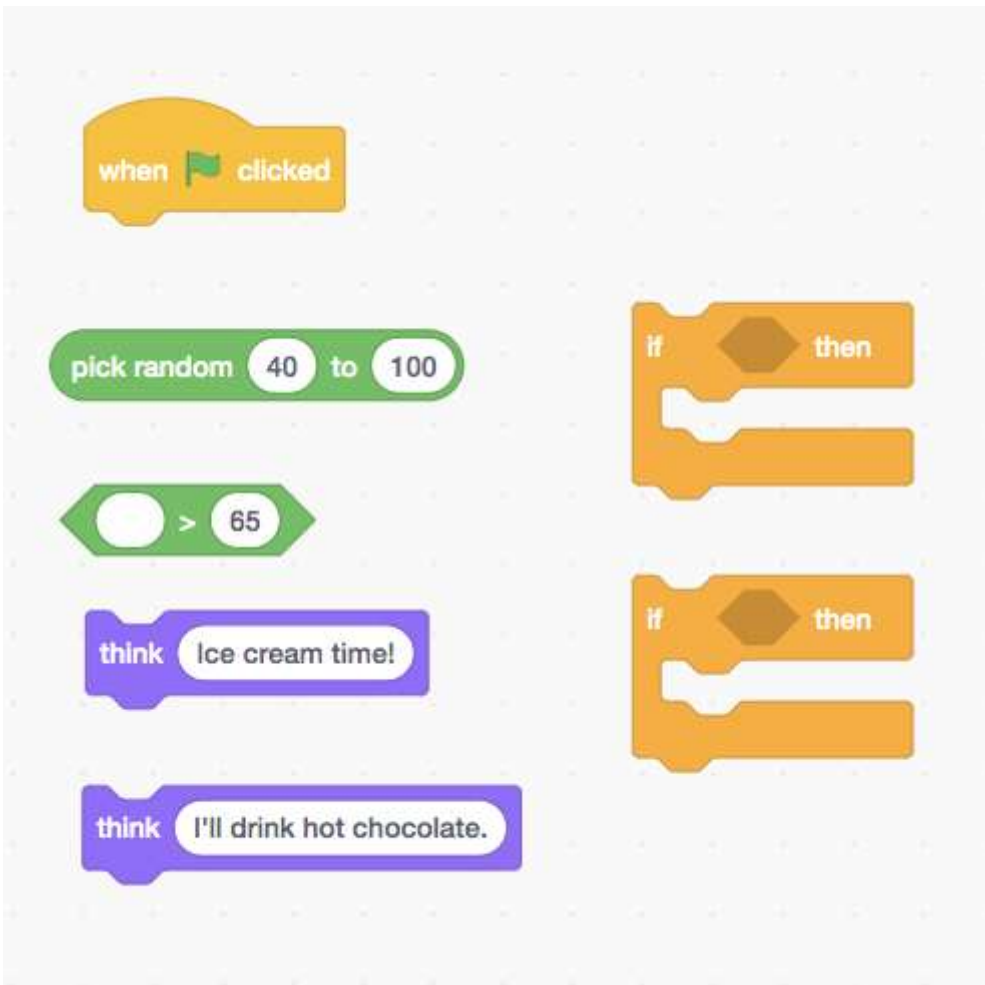 when clicked
pick random 40 to 100
if then
> 65
think Ice cream time!
if then
think I'll drink hot chocolate.